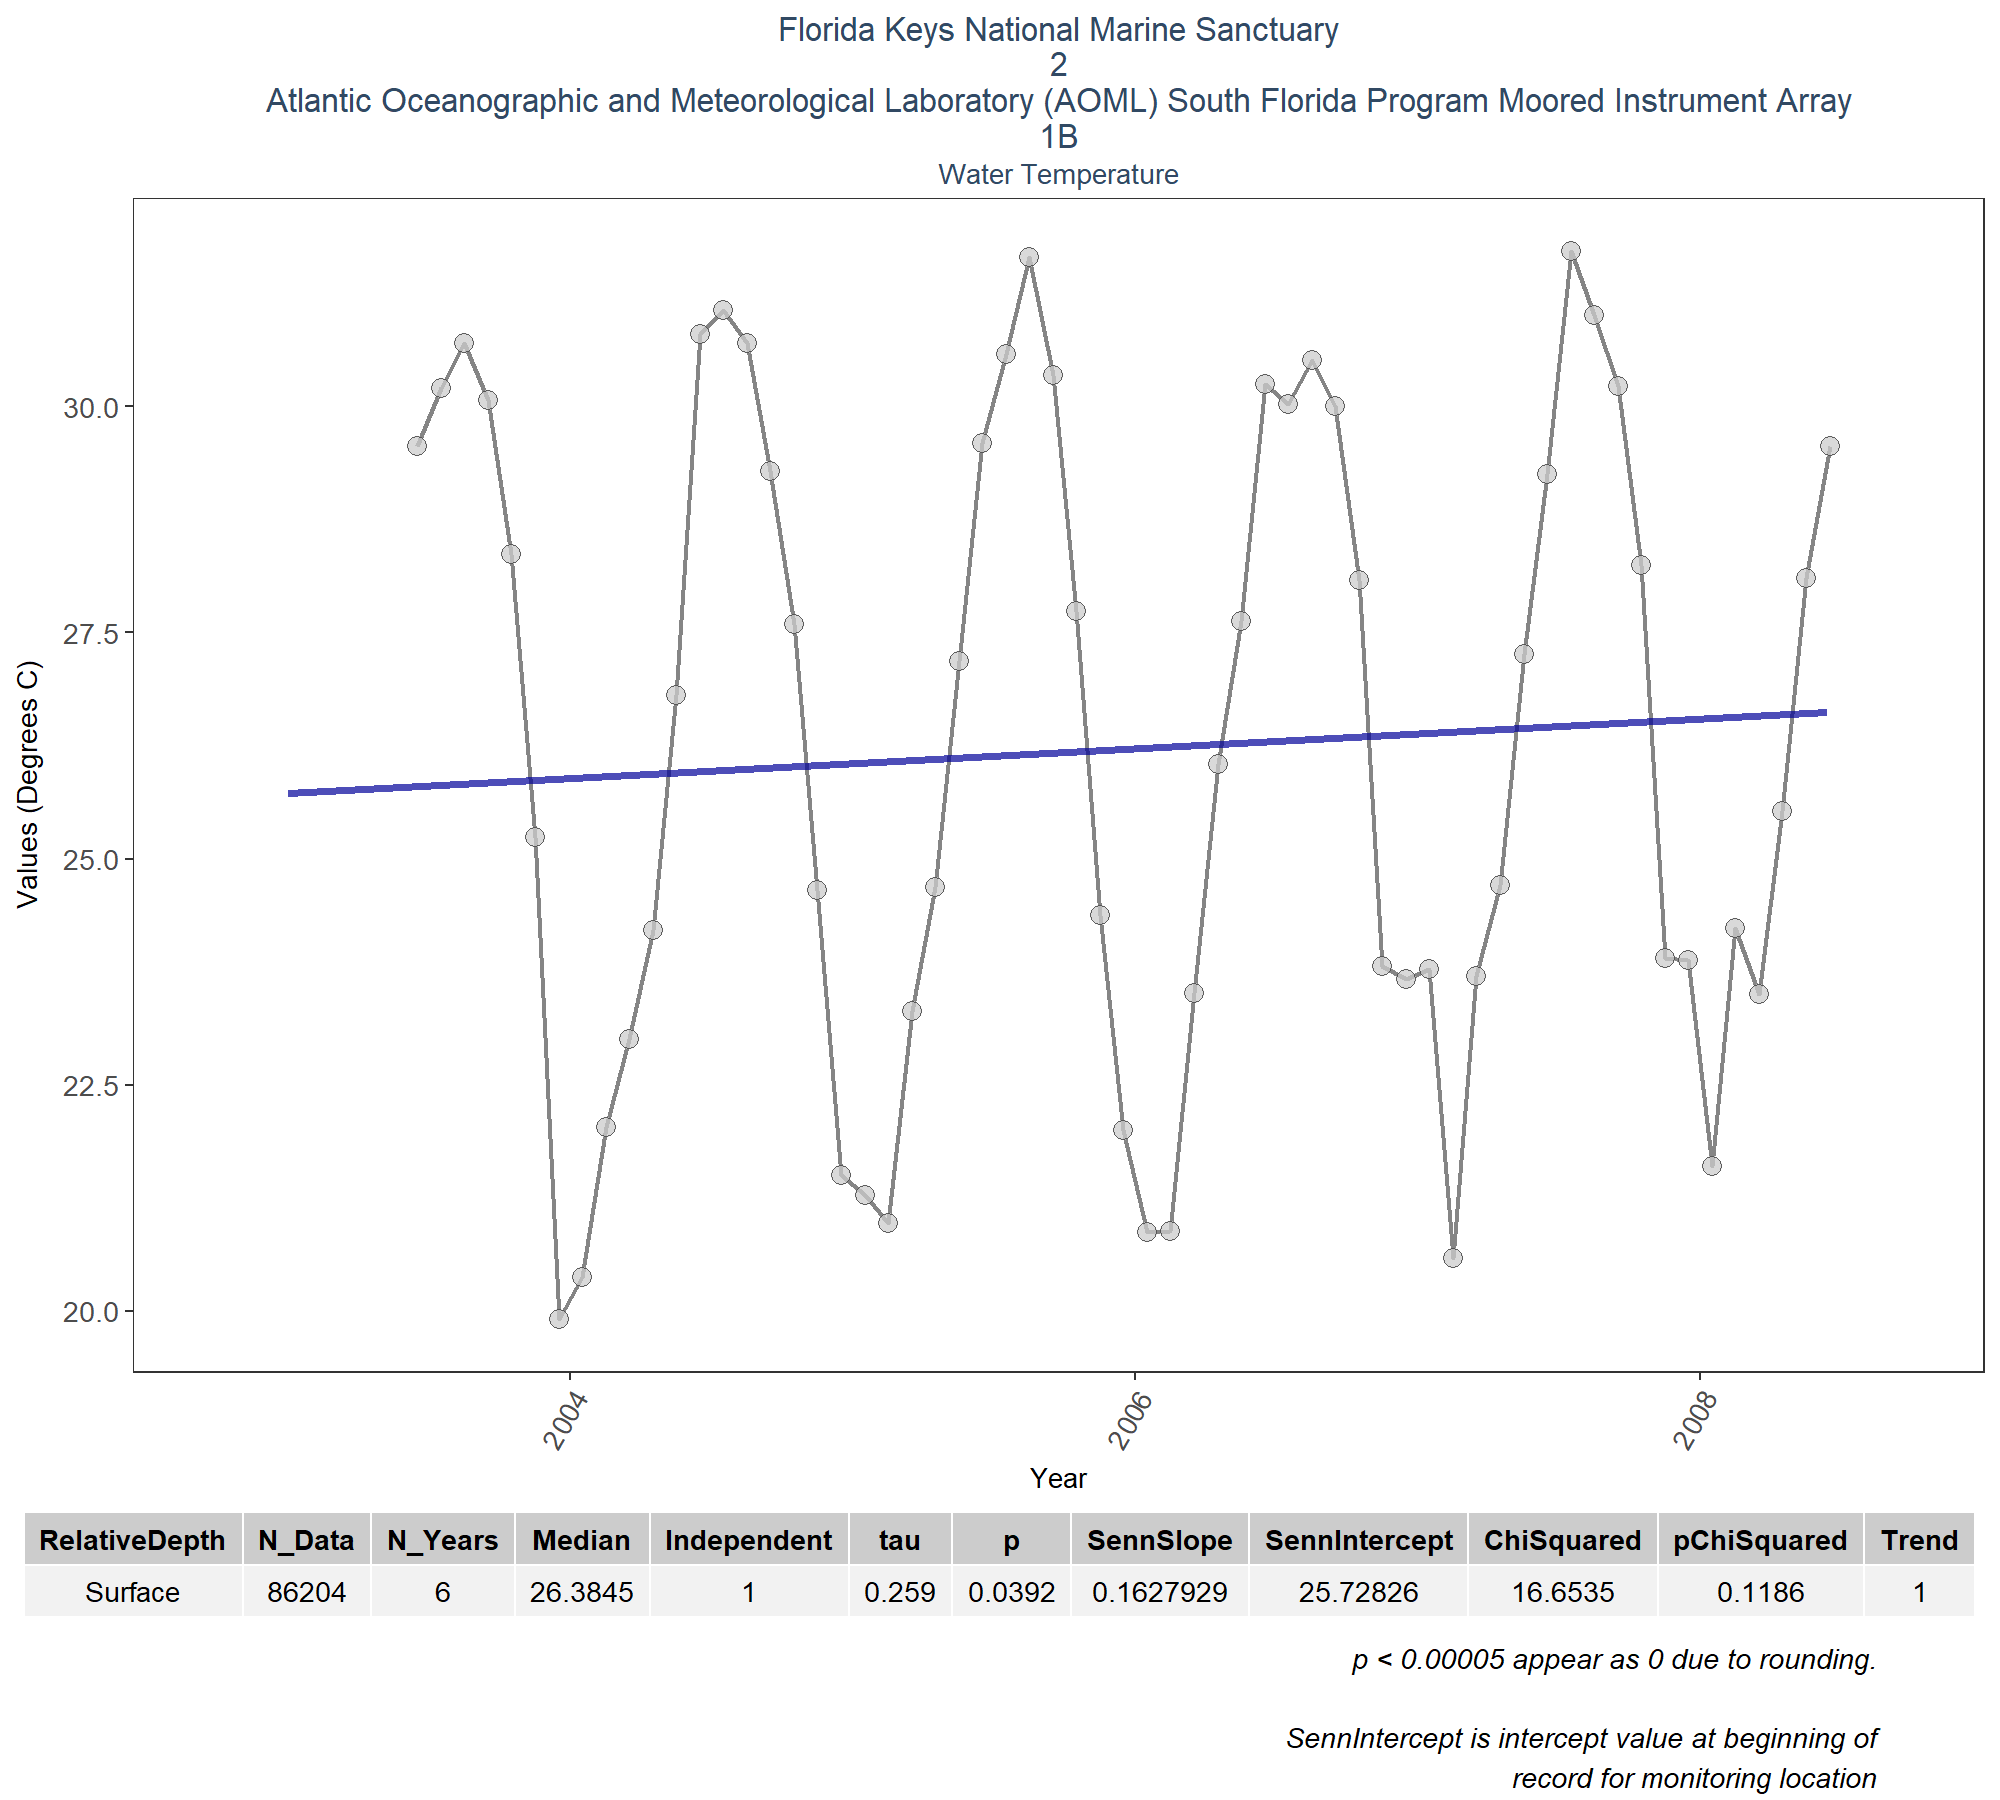 Florida Keys National Marine Sanctuary
2
Atlantic Oceanographic and Meteorological Laboratory (AOML) South Florida Program Moored Instrument Array
1B
Water Temperature
Values (Degrees C)
30.0
27.5
25.0
22.5
20.0
2004 2006 2008
Year
RelativeDepth N_Data N_Years Median Independent tau p SennSlope SennIntercept ChiSquared pChiSquared Trend
Surface 86204 6 26.3845 1 0.259 0.0392 0.1627929 25.72826 16.6535 0.1186 1
p < 0.00005 appear as 0 due to rounding.
SennIntercept is intercept value at beginning of
record for monitoring location